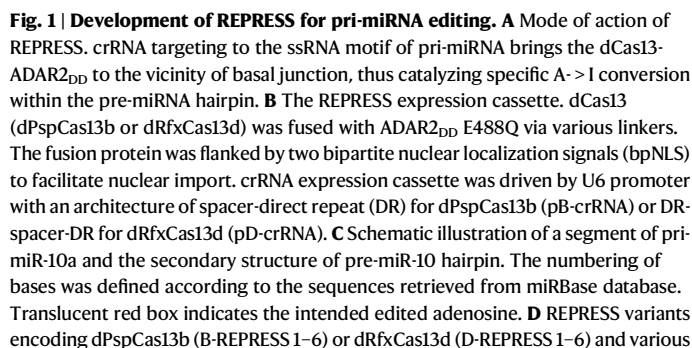 Fig. 1 | Development of REPRESS for pri-miRNA editing. A Mode of action of
REPRESS. crRNA targeting to the ssRNA motif of pri-miRNA brings the dCas13-
ADAR2DD to the vicinity of basal junction, thus catalyzing specific A- > I conversion
within the pre-miRNA hairpin. B The REPRESS expression cassette. dCas13
(dPspCas13b or dRfxCas13d) was fused with ADAR2DD E488Q via various linkers.
The fusion protein was flanked by two bipartite nuclear localization signals (bpNLS)
to facilitate nuclear import. crRNA expression cassette was driven by U6 promoter
with an architecture of spacer-direct repeat (DR) for dPspCas13b (pB-crRNA) or DR-
spacer-DR for dRfxCas13d (pD-crRNA). C Schematic illustration of a segment of pri-
miR-10a and the secondary structure of pre-miR-10 hairpin. The numbering of
bases was defined according to the sequences retrieved from miRBase database.
Translucent red box indicates the intended edited adenosine. D REPRESS variants
encoding dPspCas13b (B-REPRESS 1–6) or dRfxCas13d (D-REPRESS 1–6) and various